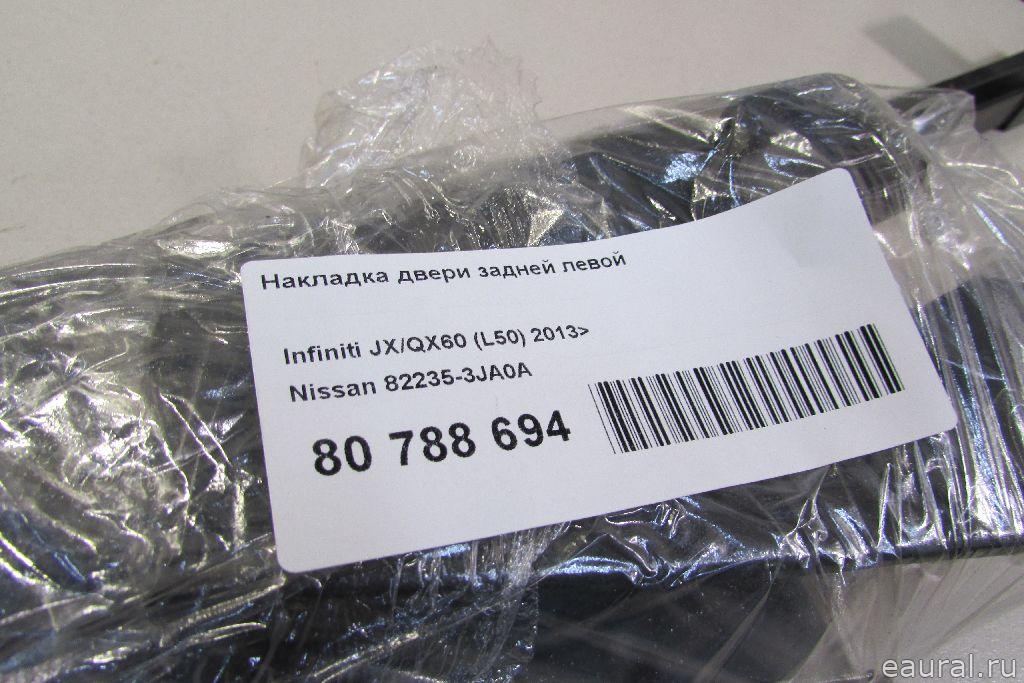 Накладка двери задней левой
Infiniti JX/QX60 (L50) 2013>
Nissan 82235-3JA0A
80 788 694
eaural.ru